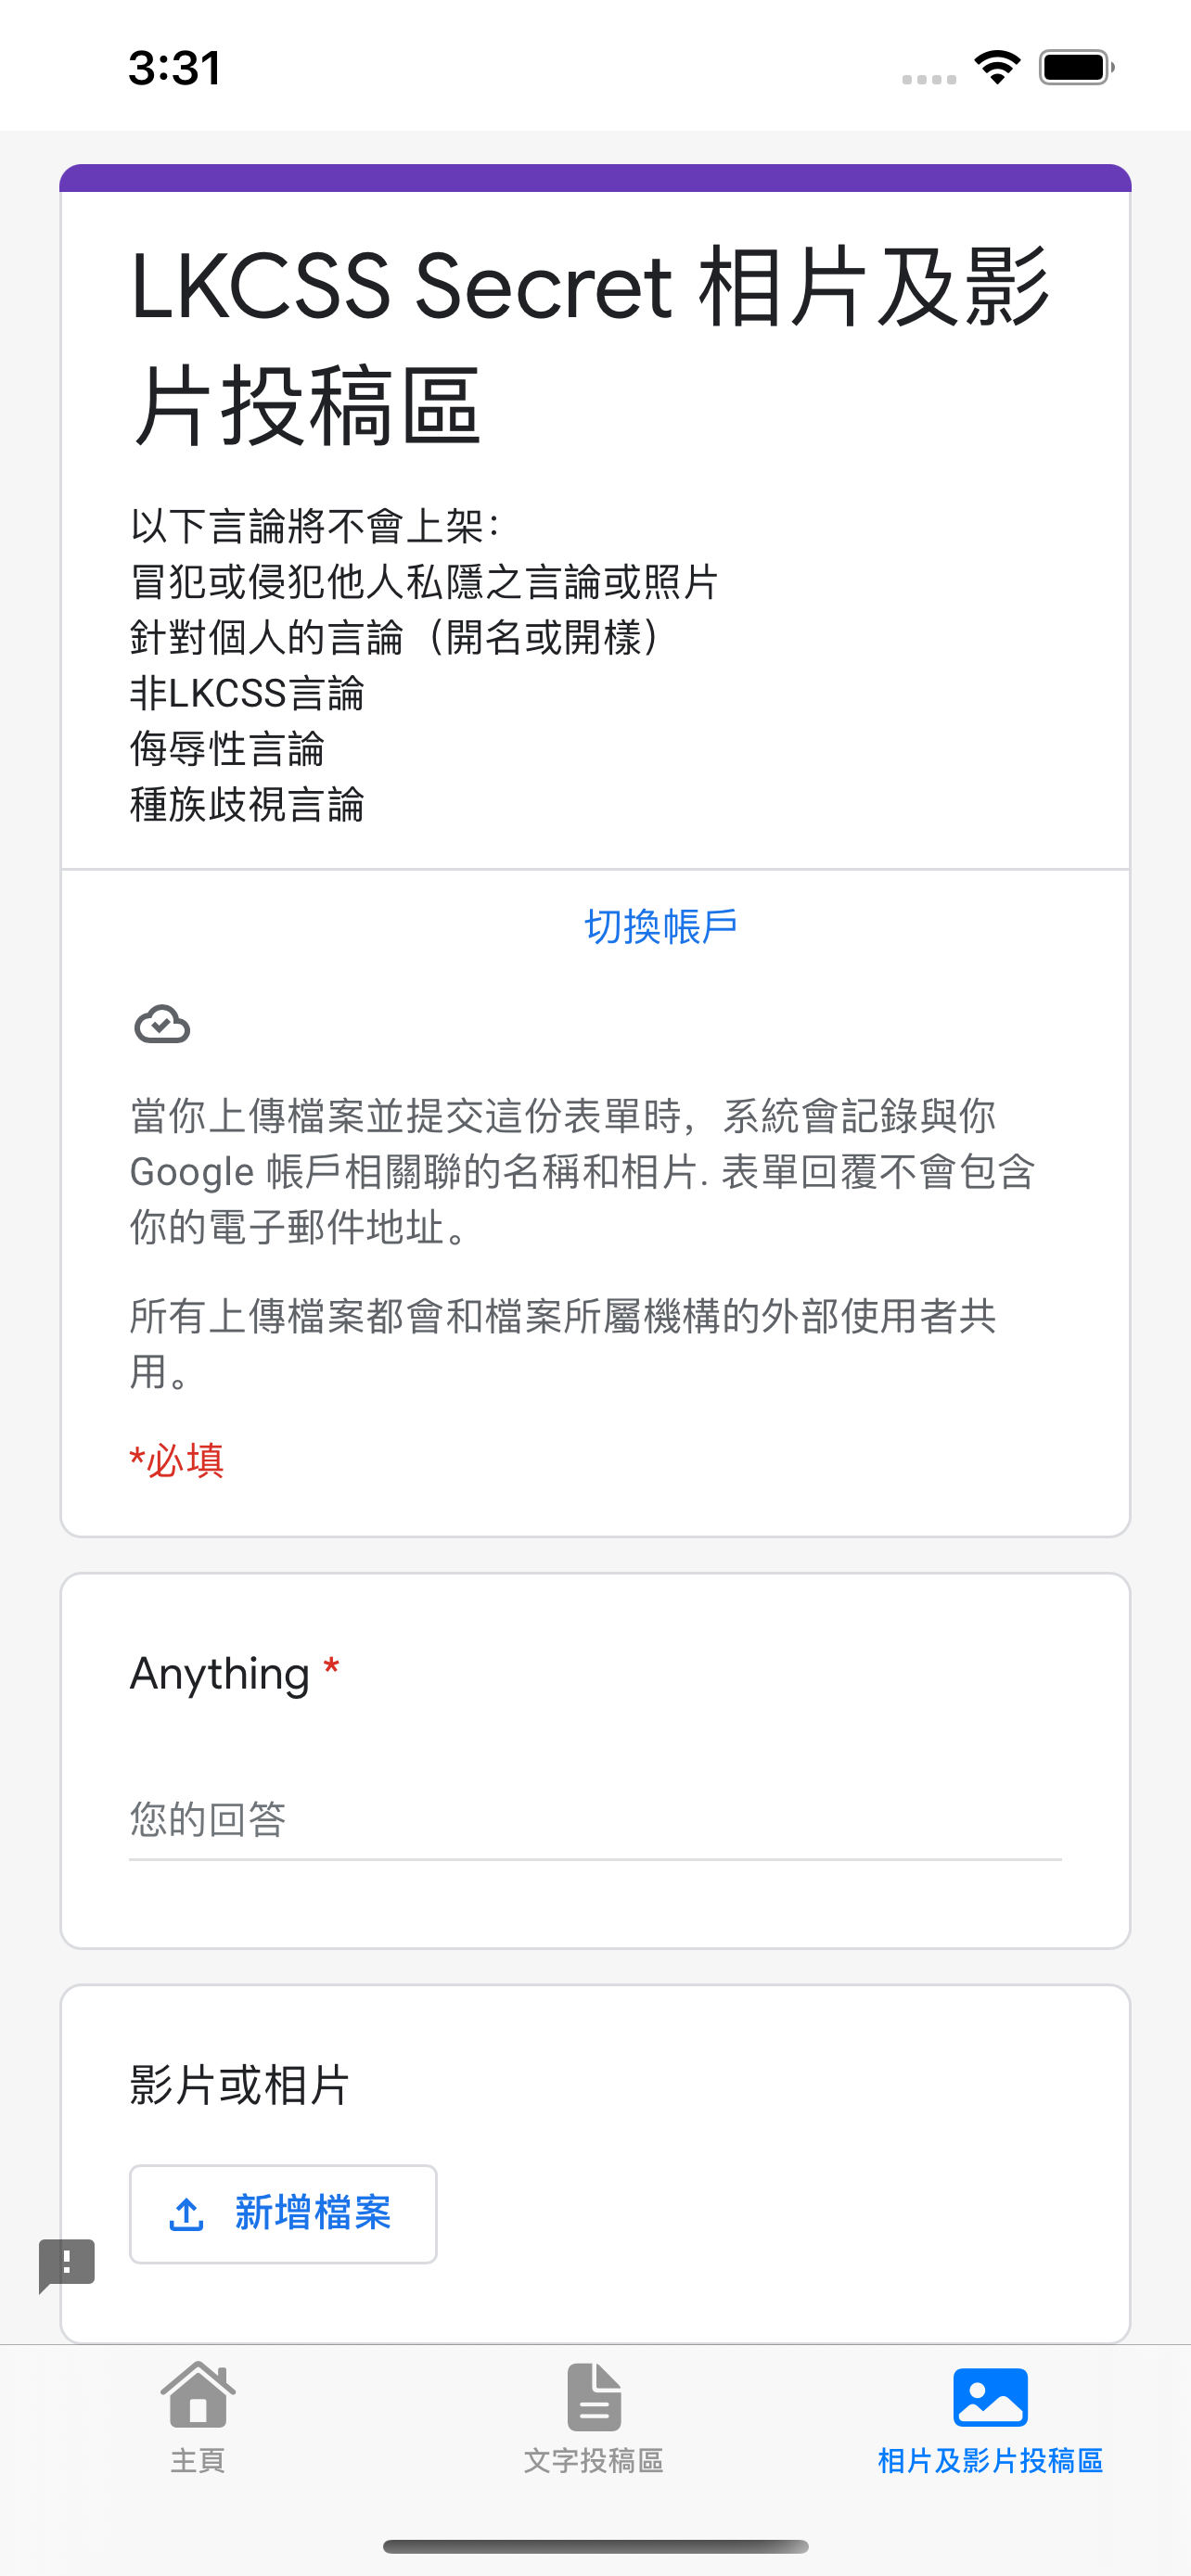 3:31
LKCSS Secret 相片及影
片投稿區
以下言論將不會上架：
冒犯或侵犯他人私隱之言論或照片
針對個人的言論（開名或開樣）
非LKCSS言論
侮辱性言論
種族歧視言論
切換帳戶
當你上傳檔案並提交這份表單時，系統會記錄與你
Google 帳戶相關聯的名稱和相片. 表單回覆不會包含
你的電子郵件地址。
所有上傳檔案都會和檔案所屬機構的外部使用者共
用。
*必填
Anything *
您的回答
影片或相片
新增檔案
主頁
文字投稿區
相片及影片投稿區